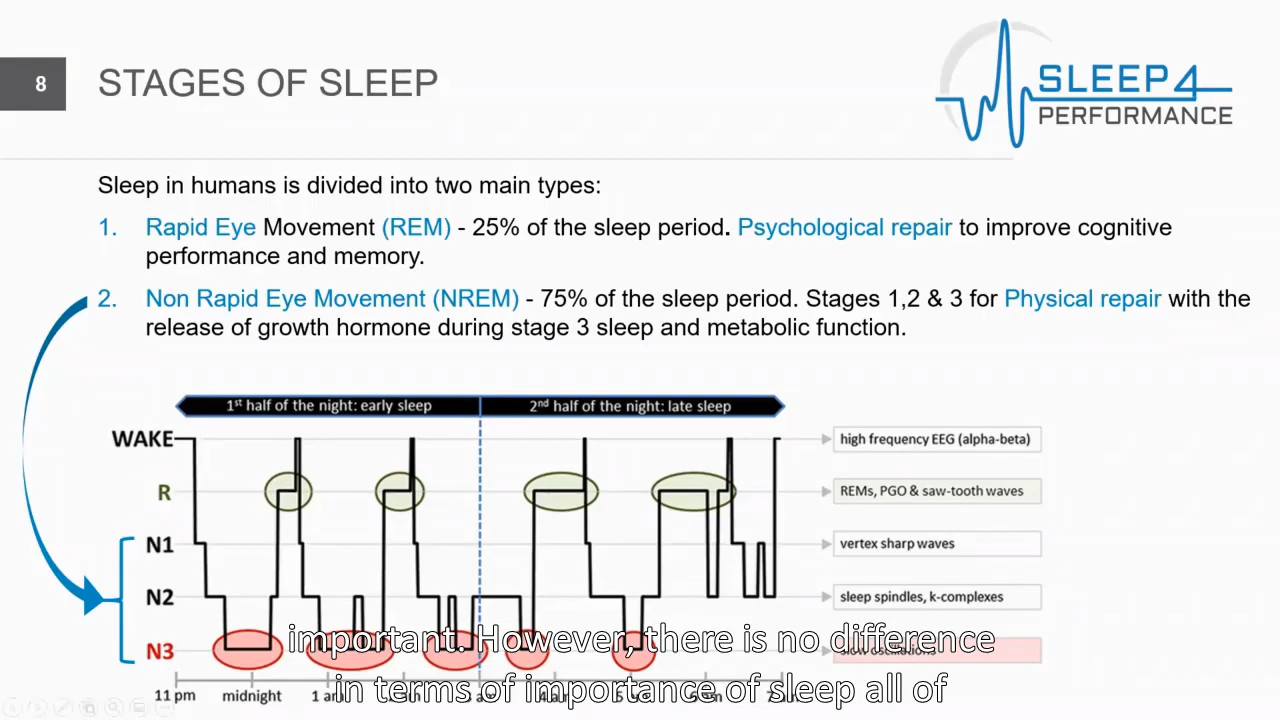 8
STAGES OF SLEEP
SLEEP4
PERFORMANCE
Sleep in humans is divided into two main types:
1. Rapid Eye Movement (REM) - 25% of the sleep period. Psychological repair to improve cognitive
performance and memory.
2. Non Rapid Eye Movement (NREM) - 75% of the sleep period. Stages 1,2 & 3 for Physical repair with the
release of growth hormone during stage 3 sleep and metabolic function.
1st half of the night: early sleep
2nd half of the night: late sleep
WAKE
high frequency EEG (alpha-beta)
R
REMs, PGO & saw-tooth waves
N1
vertex sharp waves
N2
sleep spindles, k-complexes
N3
slow oscillations
important. However, there is no difference
in terms of importance of sleep all of
11 pm midnight